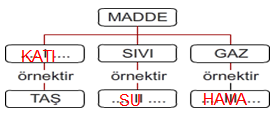 MADDE
KATI SIVI GAZ
örnektir örnektir örnektir
TAŞ SU HAVA